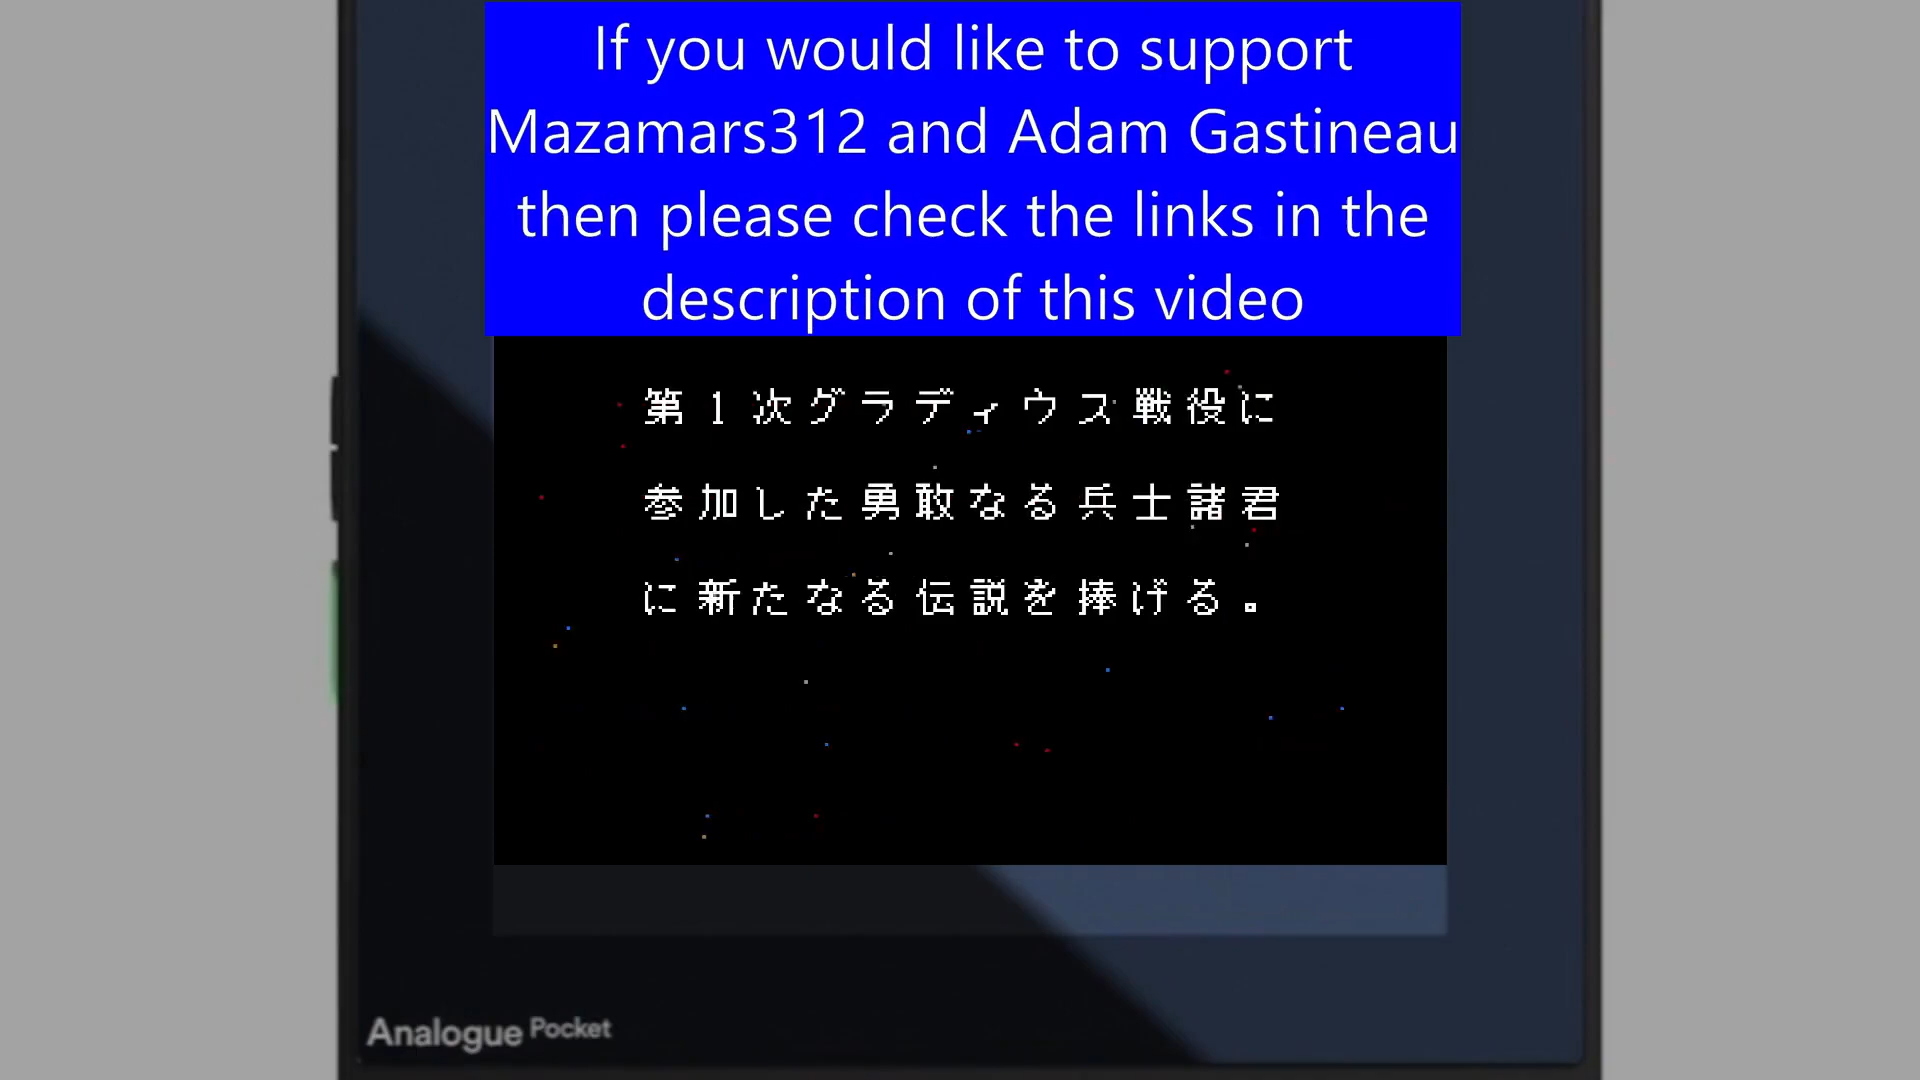 If you would like to support
Mazamars312 and Adam Gastineau
then please check the links in the
description of this video
第1次グラディウス戦役に
参加した勇敢なる兵士諸君
に新たなる伝説を捧げる。
Analogue Pocket